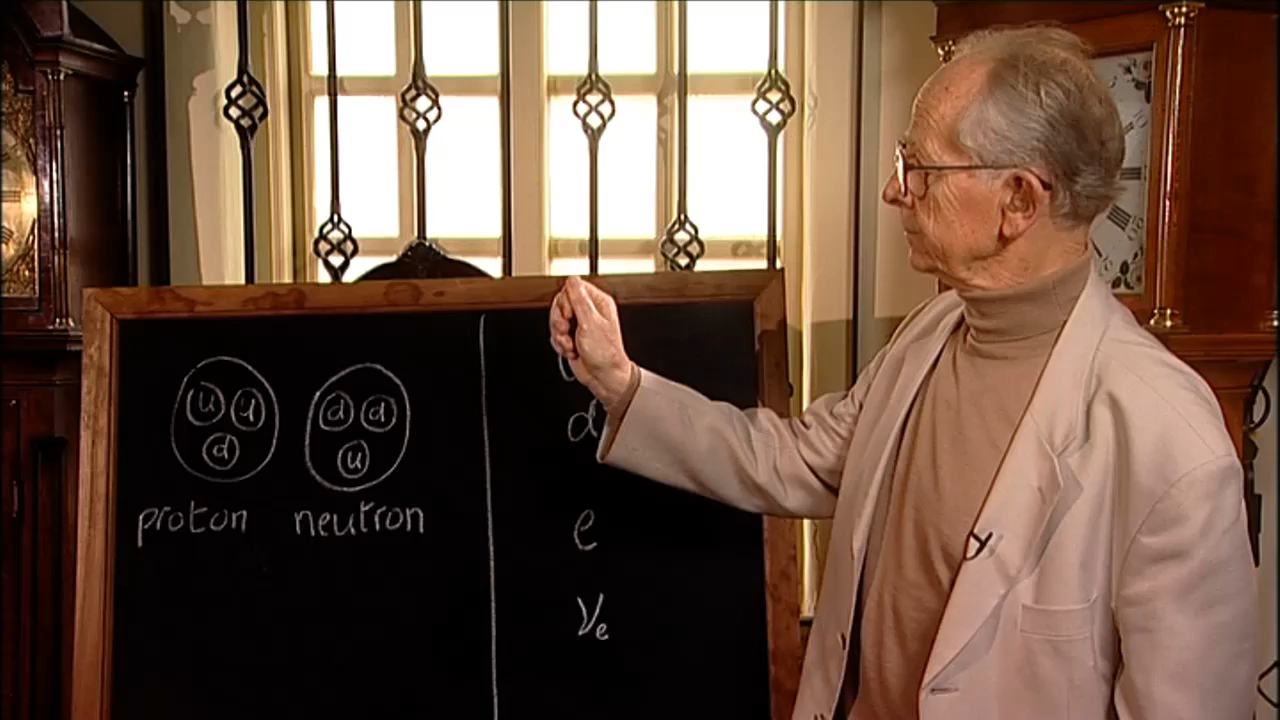 u u d
d d u
proton neutron
d
e
νe